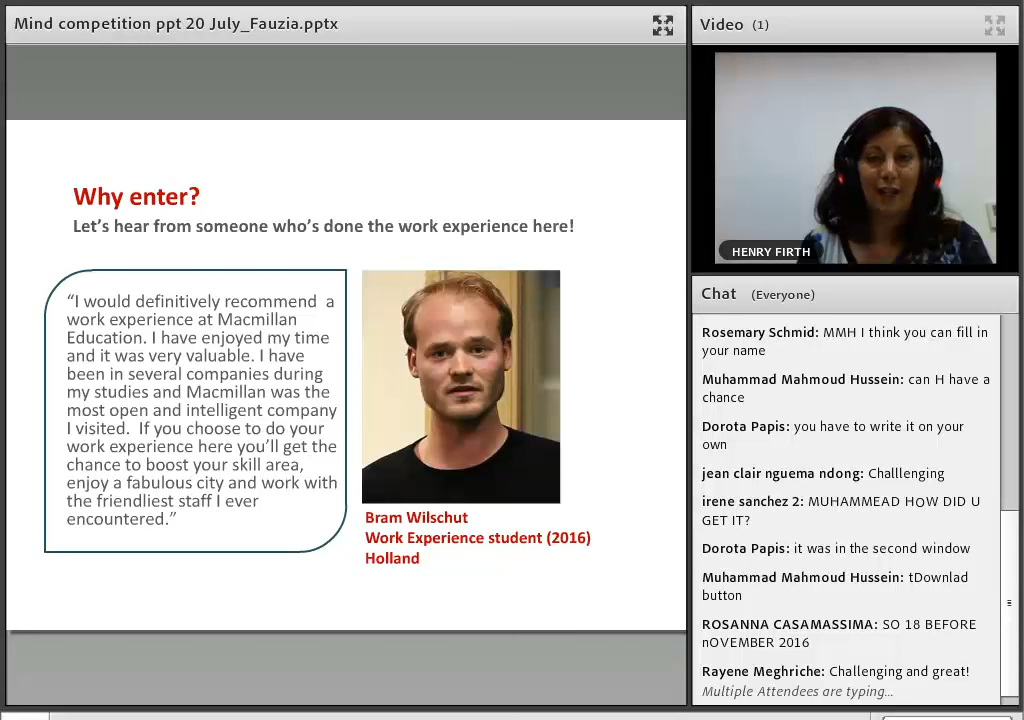 Mind competition ppt 20 July_Fauzia.pptx
Why enter?
Let's hear from someone who's done the work experience here!
“I would definitively recommend a
work experience at Macmillan
Education. I have enjoyed my time
and it was very valuable. I have
been in several companies during
my studies and Macmillan was the
most open and intelligent company
I visited. If you choose to do your
work experience here you'll get the
chance to boost your skill area,
enjoy a fabulous city and work with
the friendliest staff I ever
encountered.”
Bram Wilschut
Work Experience student (2016)
Holland
Video (1)
HENRY FIRTH
Chat (Everyone)
Rosemary Schmid: MMH I think you can fill in
your name
Muhammad Mahmoud Hussein: can H have a
chance
Dorota Papis: you have to write it on your
own
jean clair nguema ndong: Challlenging
irene sanchez 2: MUHAMMEAD HOW DID U
GET IT?
Dorota Papis: it was in the second window
Muhammad Mahmoud Hussein: tDownlad
button
ROSANNA CASAMASSIMA: SO 18 BEFORE
nOVEMBER 2016
Rayene Meghriche: Challenging and great!
Multiple Attendees are typing...